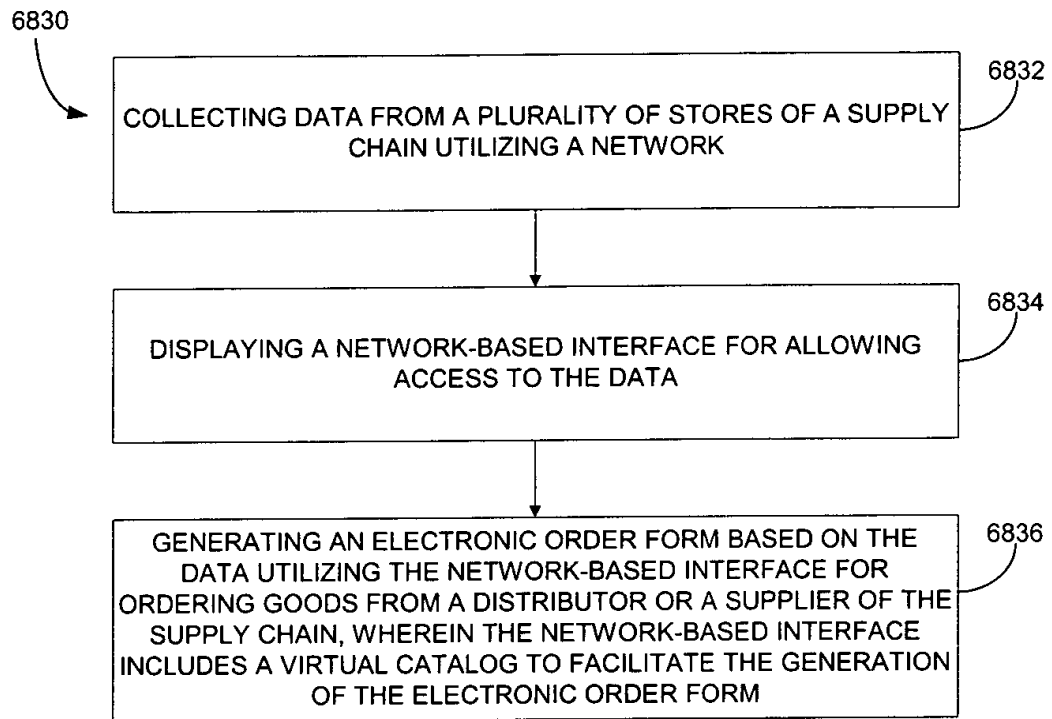 6830
6832
COLLECTING DATA FROM A PLURALITY OF STORES OF A SUPPLY
CHAIN UTILIZING A NETWORK
6834
DISPLAYING A NETWORK-BASED INTERFACE FOR ALLOWING
ACCESS TO THE DATA
6836
GENERATING AN ELECTRONIC ORDER FORM BASED ON THE
DATA UTILIZING THE NETWORK-BASED INTERFACE FOR
ORDERING GOODS FROM A DISTRIBUTOR OR A SUPPLIER OF THE
SUPPLY CHAIN, WHEREIN THE NETWORK-BASED INTERFACE
INCLUDES A VIRTUAL CATALOG TO FACILITATE THE GENERATION
OF THE ELECTRONIC ORDER FORM